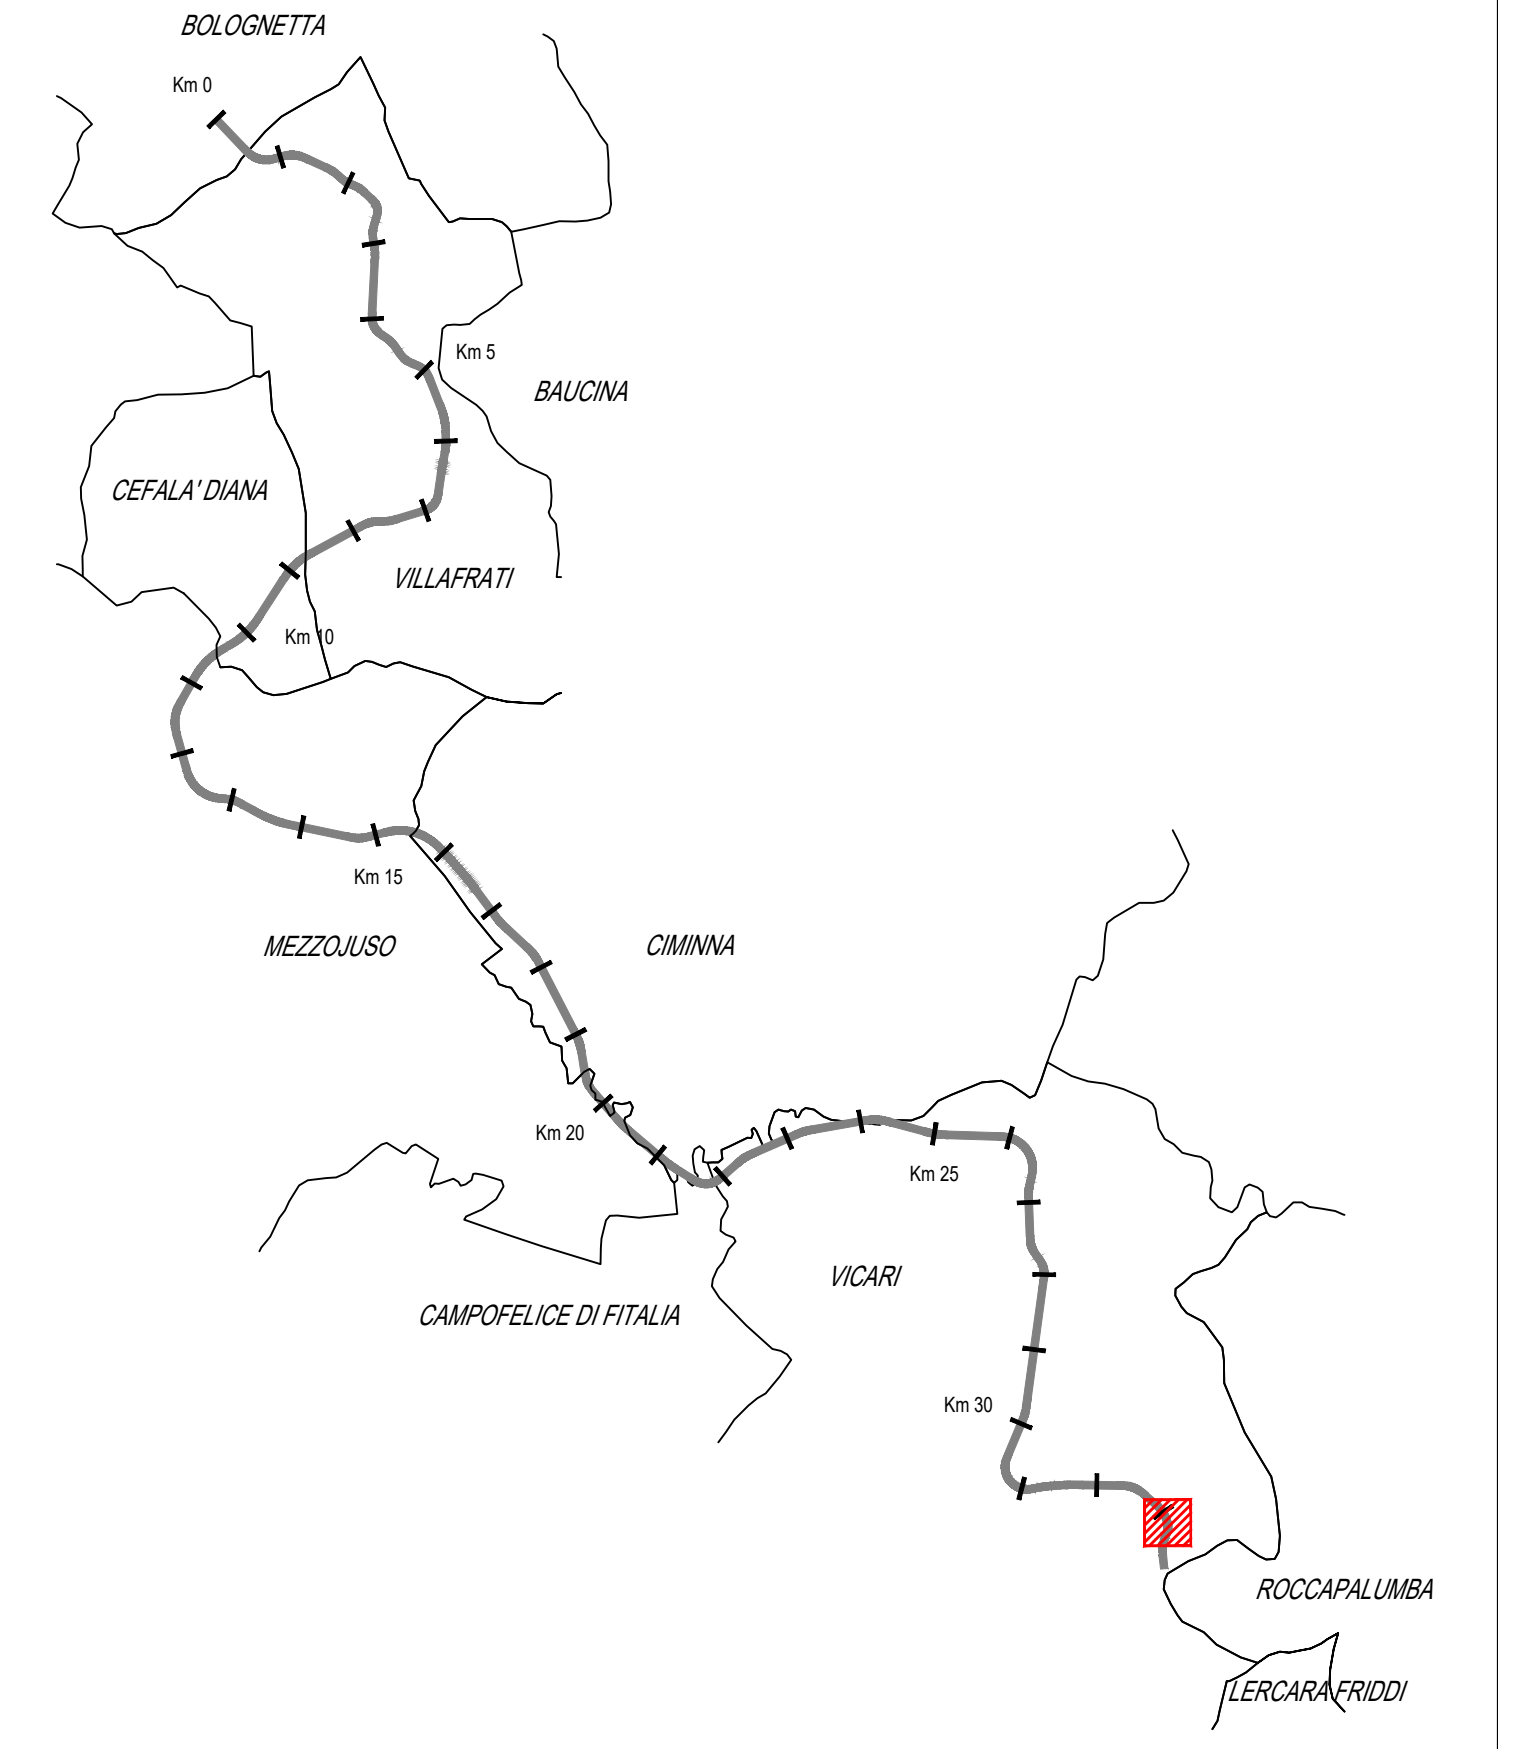 BOLOGNETTA
Km 0
Km 5
BAUCINA
CEFALA' DIANA
VILLAFRATI
Km 10
Km 15
MEZZOJUSO
CIMINNA
Km 20
Km 25
VICARI
CAMPOFELICE DI FITALIA
Km 30
ROCCAPALUMBA
LERCARA FRIDDI